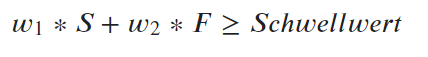 w₁ * S + w₂ * F ≥ Schwellwert